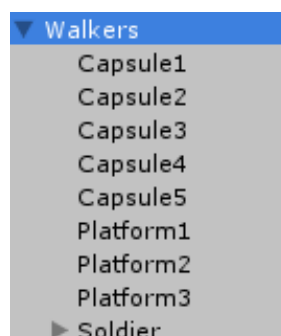 Walkers
Capsule1
Capsule2
Capsule3
Capsule4
Capsule5
Platform1
Platform2
Platform3
Soldier